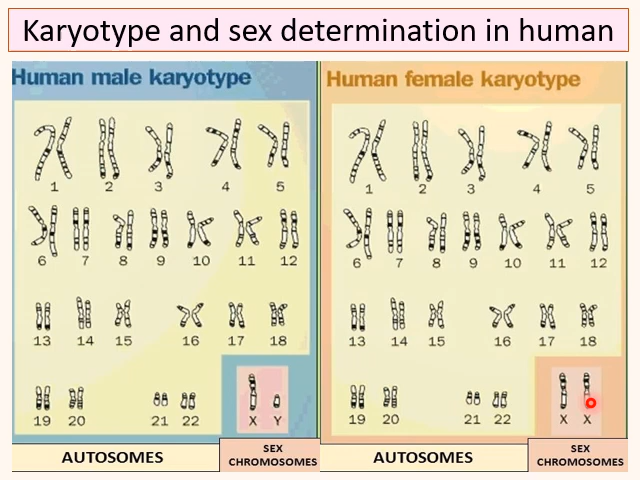 Karyotype and sex determination in human
Human male karyotype
1 2 3 4 5
6 7 8 9 10 11 12
13 14 15 16 17 18
19 20 21 22 X Y
AUTOSOMES
SEX
CHROMOSOMES
Human female karyotype
1 2 3 4 5
6 7 8 9 10 11 12
13 14 15 16 17 18
19 20 21 22 X X
AUTOSOMES
SEX
CHROMOSOMES